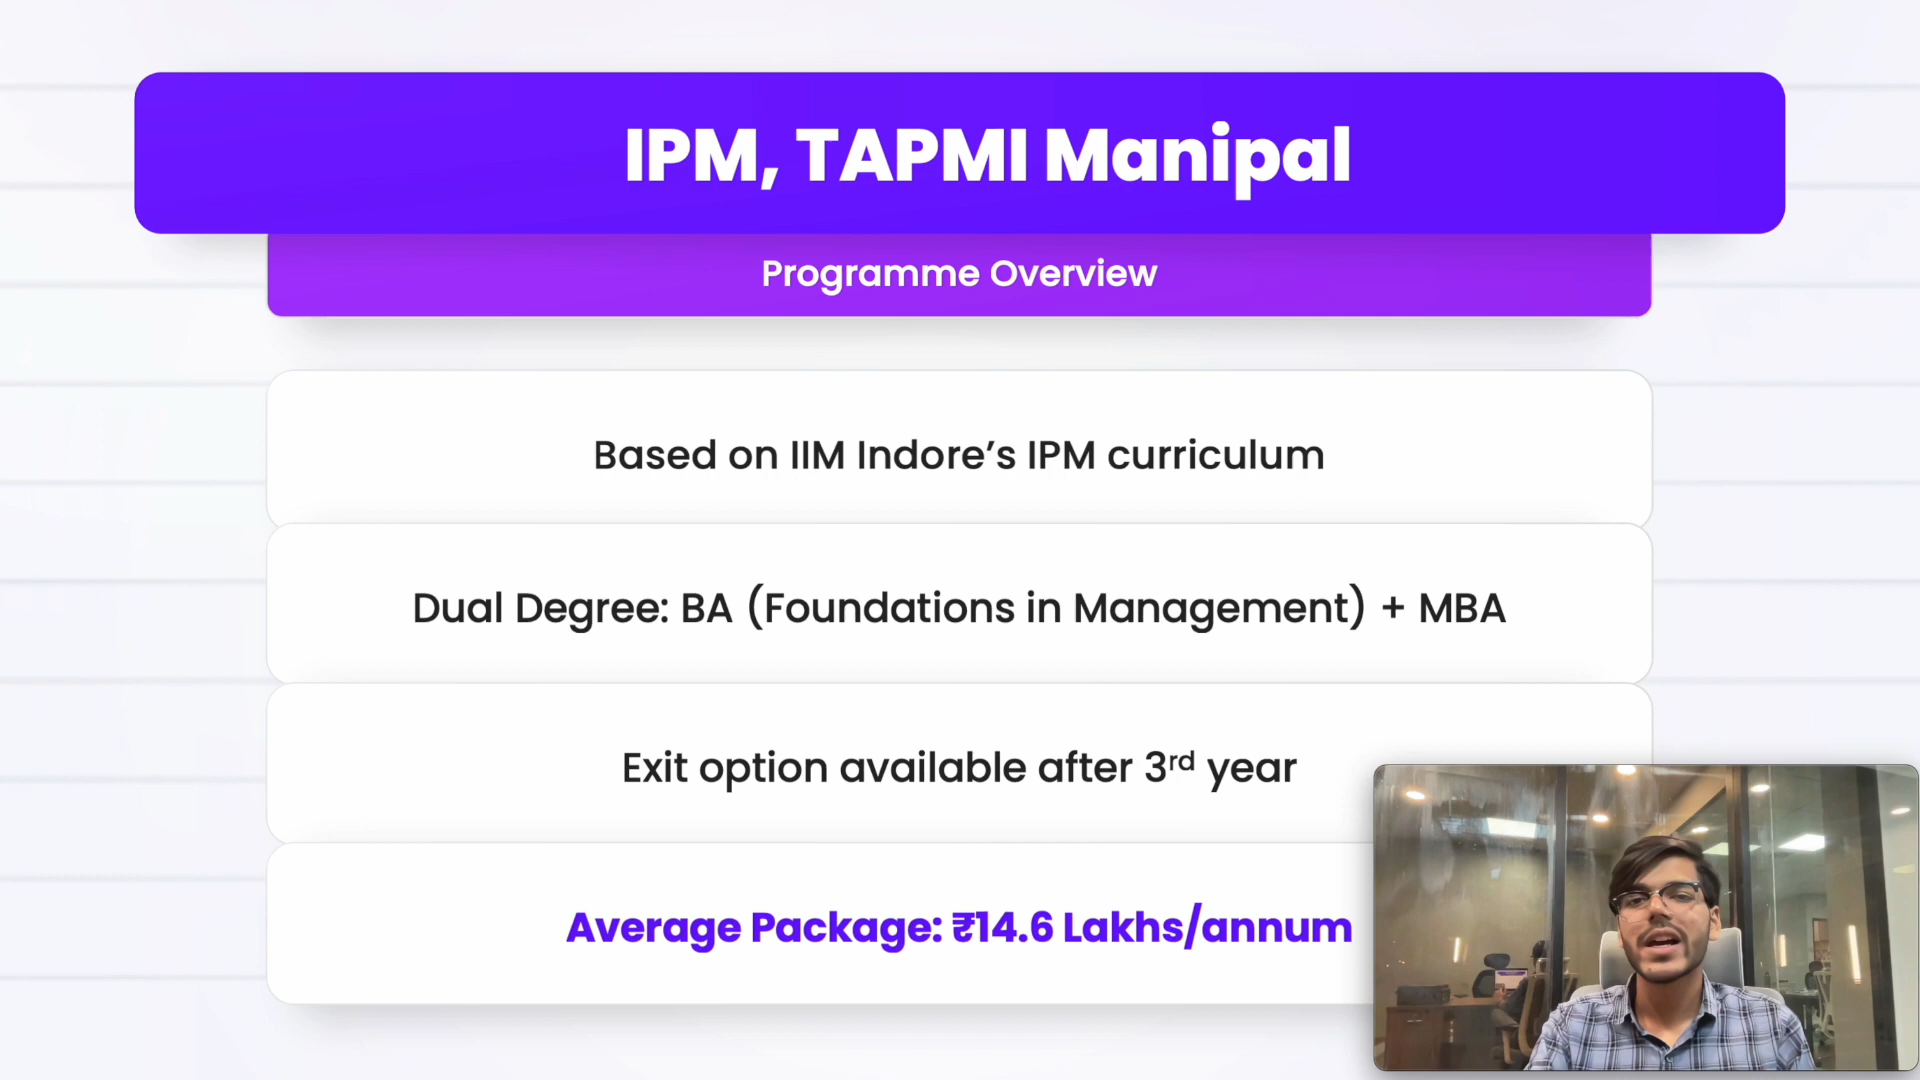 IPM, TAPMI Manipal
Programme Overview
Based on IIM Indore’s IPM curriculum
Dual Degree: BA (Foundations in Management) + MBA
Exit option available after 3rd year
Average Package: ₹14.6 Lakhs/annum